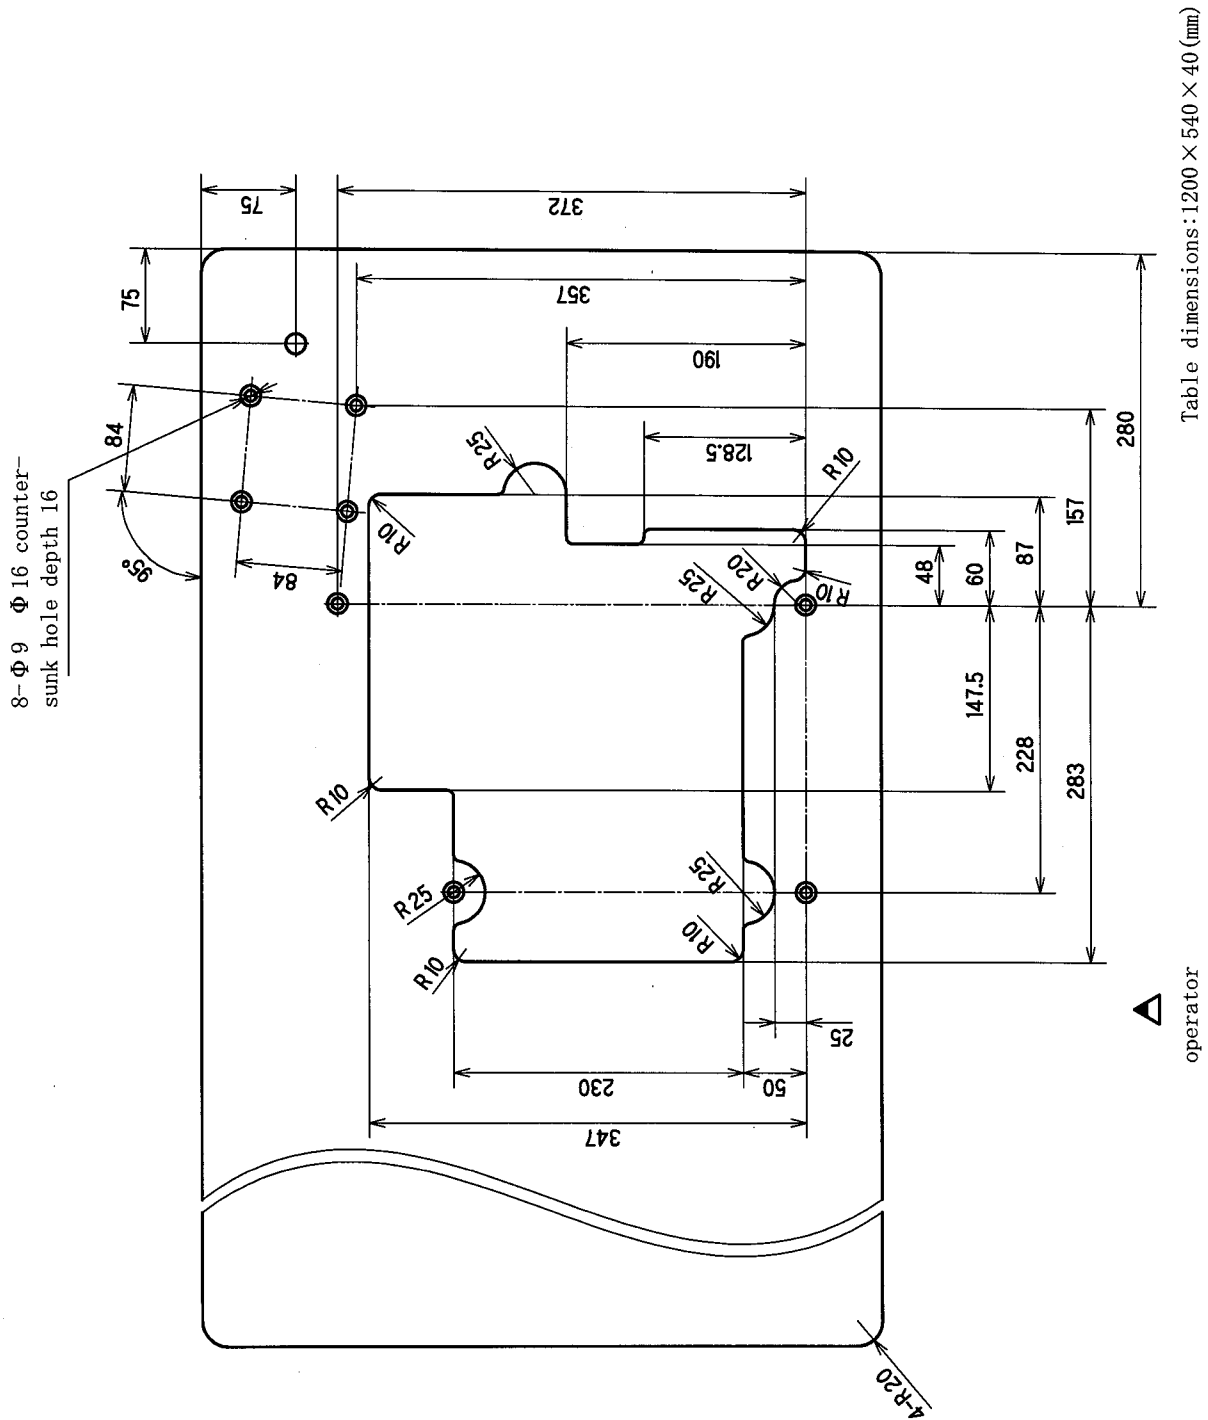 8-Φ9 Φ16 counter-
sunk hole depth 16
75
75
372
84
95°
84
357
190
128.5
R25
R10
R10
R10
R25
R20
R10
48
60
87
157
280
147.5
228
283
R25
R10
R25
R10
25
50
230
347
4-R20
operator
Table dimensions:1200×540×40(mm)